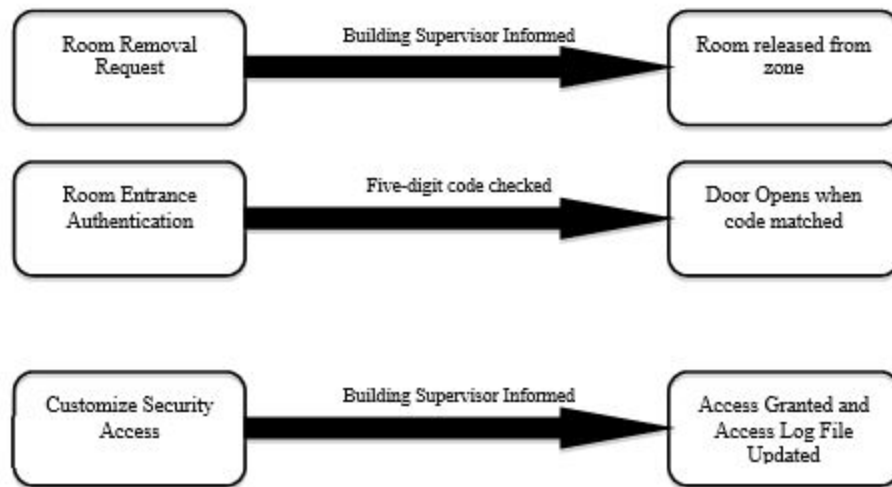 Room Removal
Request
Building Supervisor Informed
Room released from
zone
Room Entrance
Authentication
Five-digit code checked
Door Opens when
code matched
Customize Security
Access
Building Supervisor Informed
Access Granted and
Access Log File
Updated